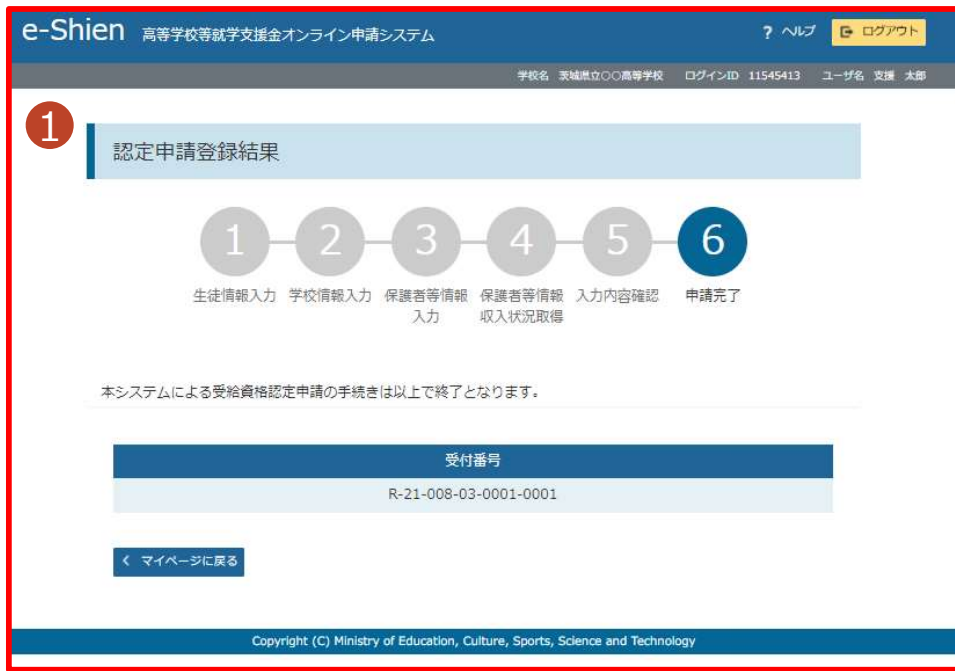 e-Shien 高等学校等就学支援金オンライン申請システム ? ヘルプ ログアウト
学校名 茨城県立○○高等学校 ログインID 11545413 ユーザ名 支援 太郎
1
認定申請登録結果
1 2 3 4 5 6
生徒情報入力 学校情報入力 保護者等情報入力 保護者等情報収入状況取得 入力内容確認 申請完了
本システムによる受給資格認定申請の手続きは以上で終了となります。
受付番号
R-21-008-03-0001-0001
マイページに戻る
Copyright (C) Ministry of Education, Culture, Sports, Science and Technology